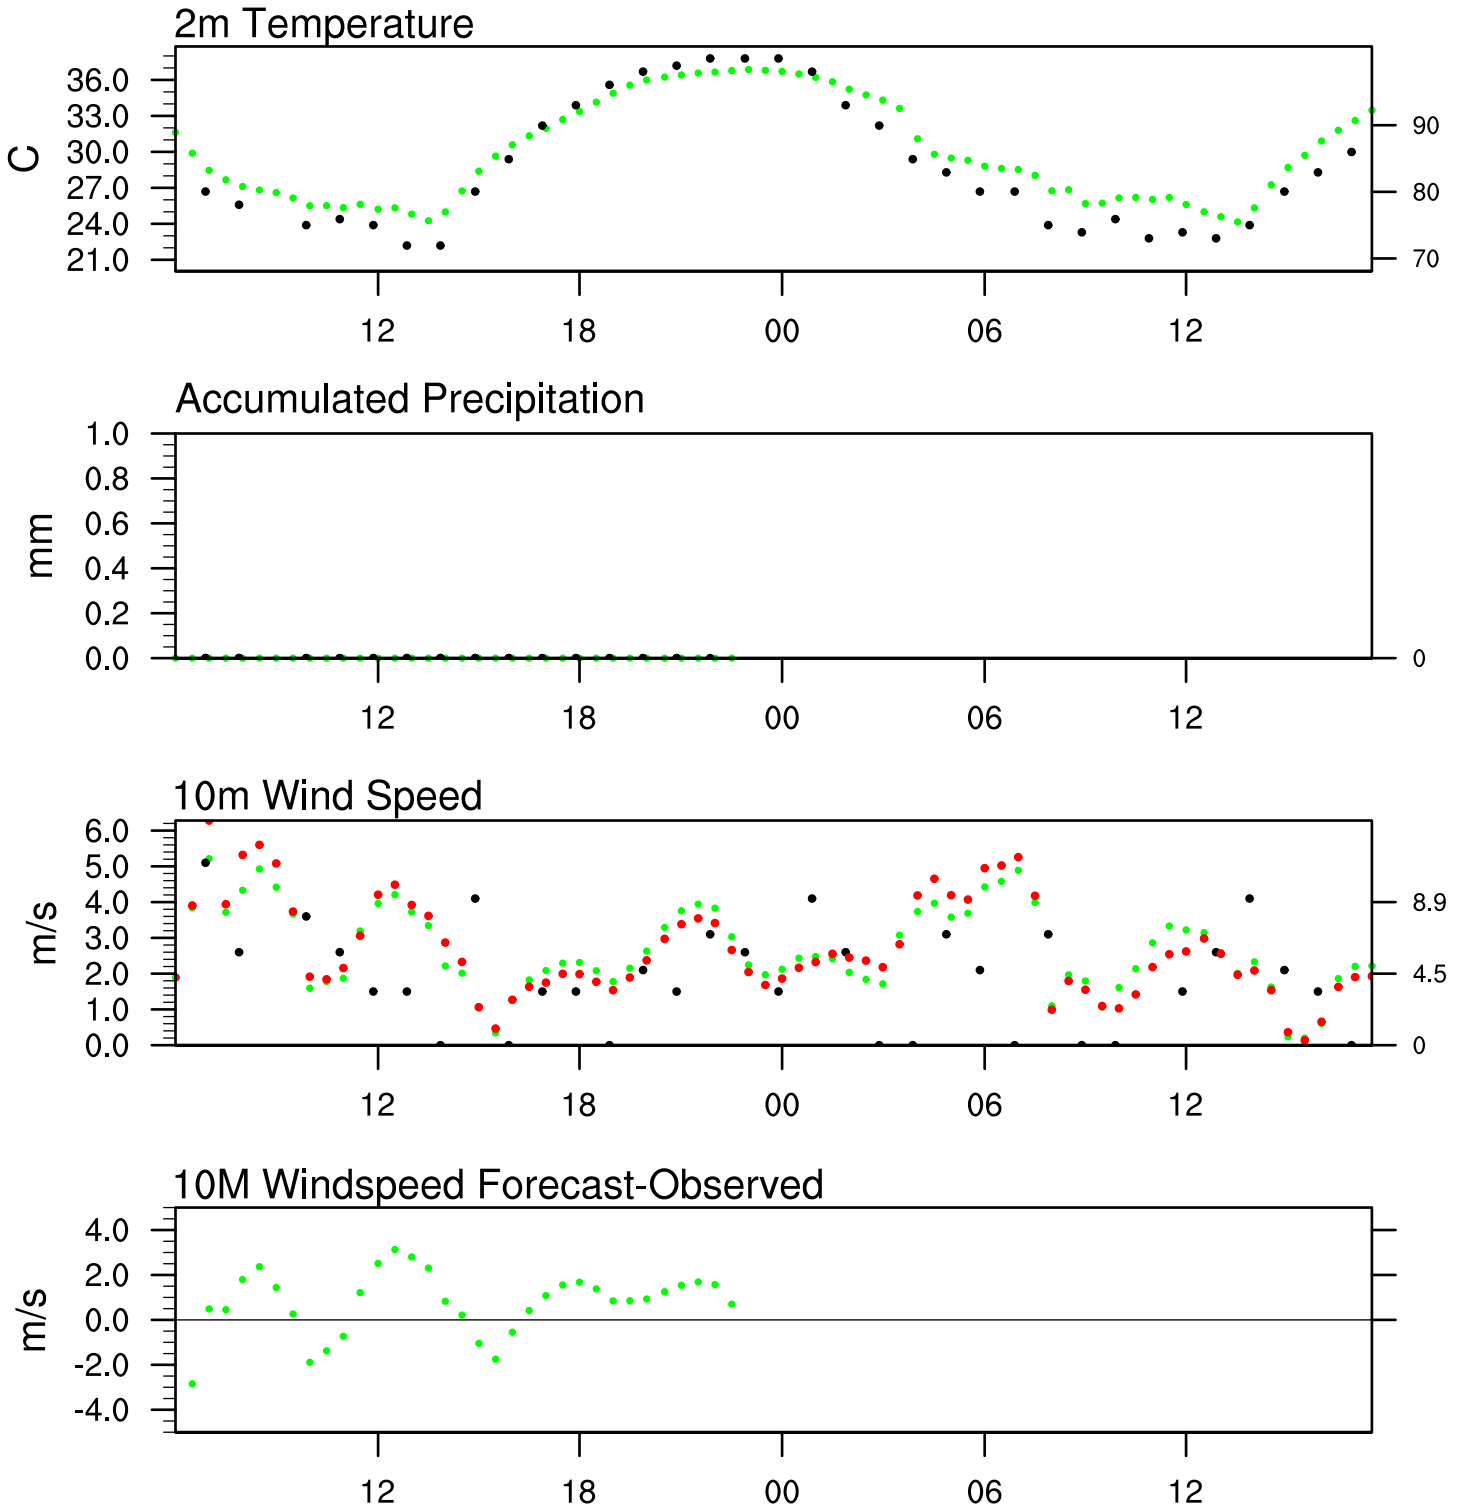 2m Temperature
36.0
33.0
30.0
27.0
24.0
21.0
C
90
80
70
12 18 00 06 12
Accumulated Precipitation
1.0
0.8
0.6
0.4
0.2
0.0
mm
0
12 18 00 06 12
10m Wind Speed
6.0
5.0
4.0
3.0
2.0
1.0
0.0
m/s
8.9
4.5
0
12 18 00 06 12
10M Windspeed Forecast-Observed
4.0
2.0
0.0
-2.0
-4.0
m/s
12 18 00 06 12